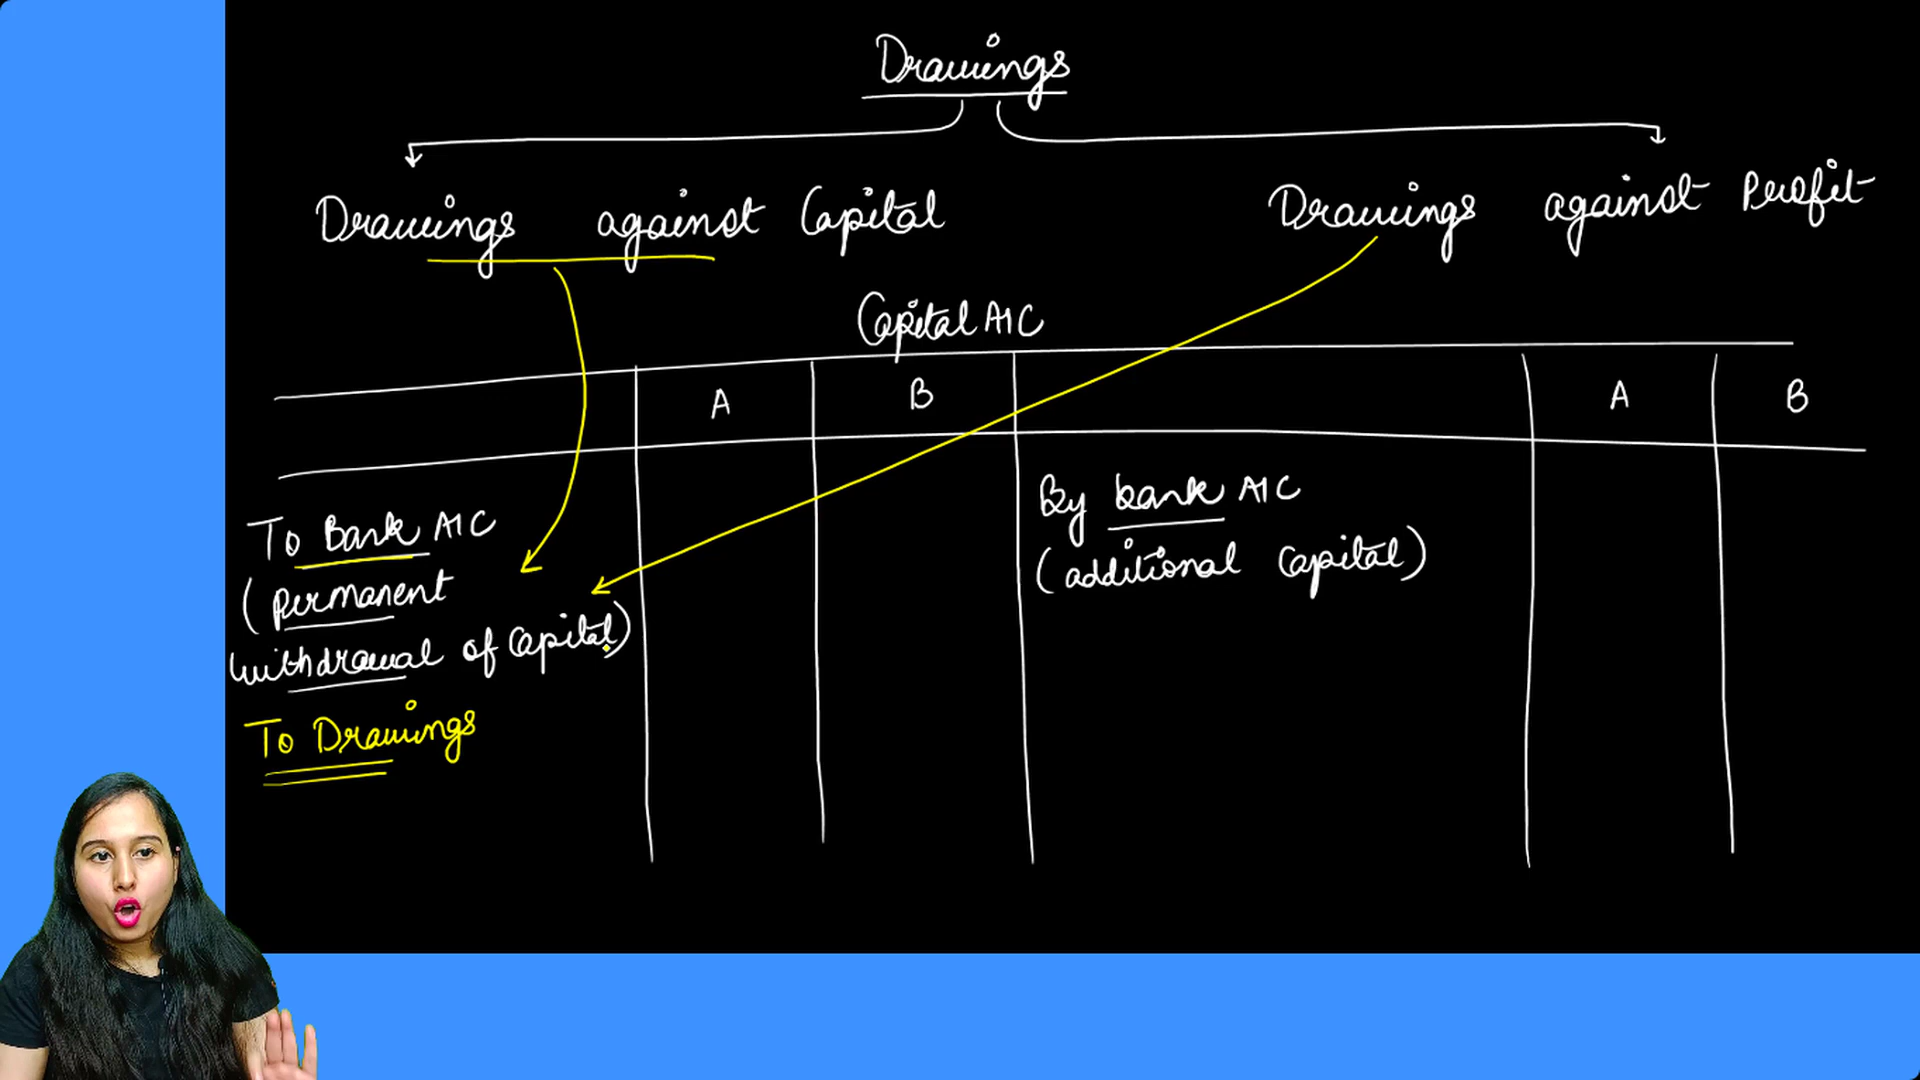 Drawings
Drawings against Capital
Drawings against Profit
Capital A/C
A
B
A
B
To Bank A/C
(permanent
withdrawal of Capital)
To Drawings
By bank A/C
(additional Capital)